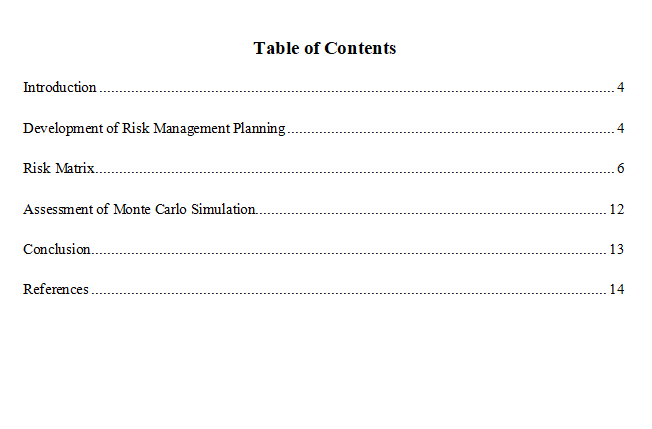 Table of Contents
Introduction 4
Development of Risk Management Planning 4
Risk Matrix 6
Assessment of Monte Carlo Simulation 12
Conclusion 13
References 14